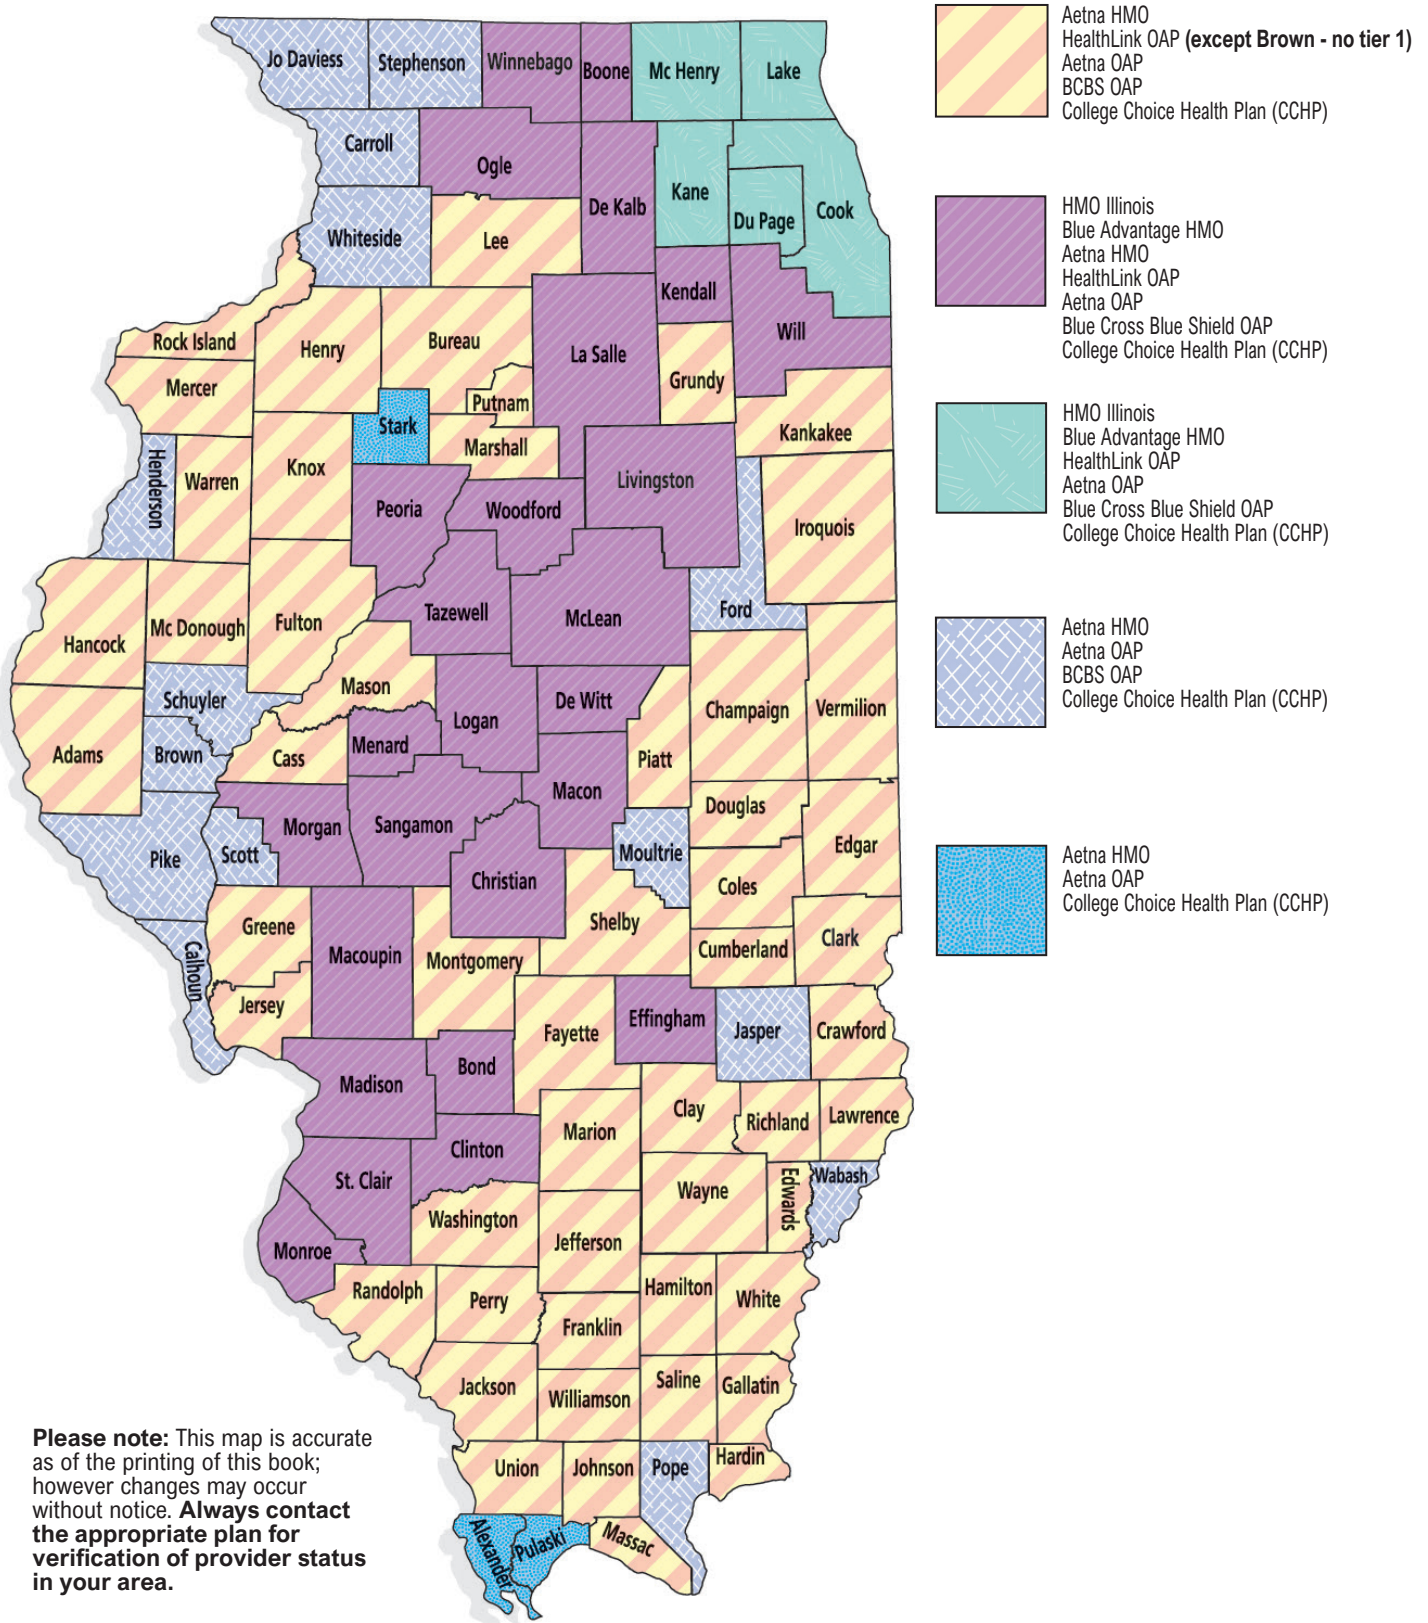 Jo Daviess
Stephenson
Winnebago
Boone
Mc Henry
Lake
Carroll
Ogle
De Kalb
Kane
Du Page
Cook
Whiteside
Lee
Kendall
Will
Rock Island
Henry
Bureau
La Salle
Grundy
Mercer
Putnam
Stark
Marshall
Kankakee
Henderson
Warren
Knox
Peoria
Woodford
Livingston
Iroquois
Ford
Hancock
Mc Donough
Fulton
Tazewell
McLean
Schuyler
Mason
Logan
De Witt
Champaign
Vermilion
Adams
Brown
Cass
Menard
Piatt
Macon
Douglas
Pike
Scott
Morgan
Sangamon
Christian
Moultrie
Edgar
Coles
Shelby
Greene
Macoupin
Montgomery
Cumberland
Clark
Calhoun
Jersey
Fayette
Effingham
Jasper
Crawford
Madison
Bond
Clay
Richland
Lawrence
Marion
Clinton
St. Clair
Wayne
Edwards
Wabash
Washington
Jefferson
Monroe
Randolph
Perry
Hamilton
White
Franklin
Jackson
Williamson
Saline
Gallatin
Union
Johnson
Pope
Hardin
Alexander
Pulaski
Massac
Aetna HMO
HealthLink OAP (except Brown - no tier 1)
Aetna OAP
BCBS OAP
College Choice Health Plan (CCHP)
HMO Illinois
Blue Advantage HMO
Aetna HMO
HealthLink OAP
Aetna OAP
Blue Cross Blue Shield OAP
College Choice Health Plan (CCHP)
HMO Illinois
Blue Advantage HMO
HealthLink OAP
Aetna OAP
Blue Cross Blue Shield OAP
College Choice Health Plan (CCHP)
Aetna HMO
Aetna OAP
BCBS OAP
College Choice Health Plan (CCHP)
Aetna HMO
Aetna OAP
College Choice Health Plan (CCHP)
Please note: This map is accurate
as of the printing of this book;
however changes may occur
without notice. Always contact
the appropriate plan for
verification of provider status
in your area.